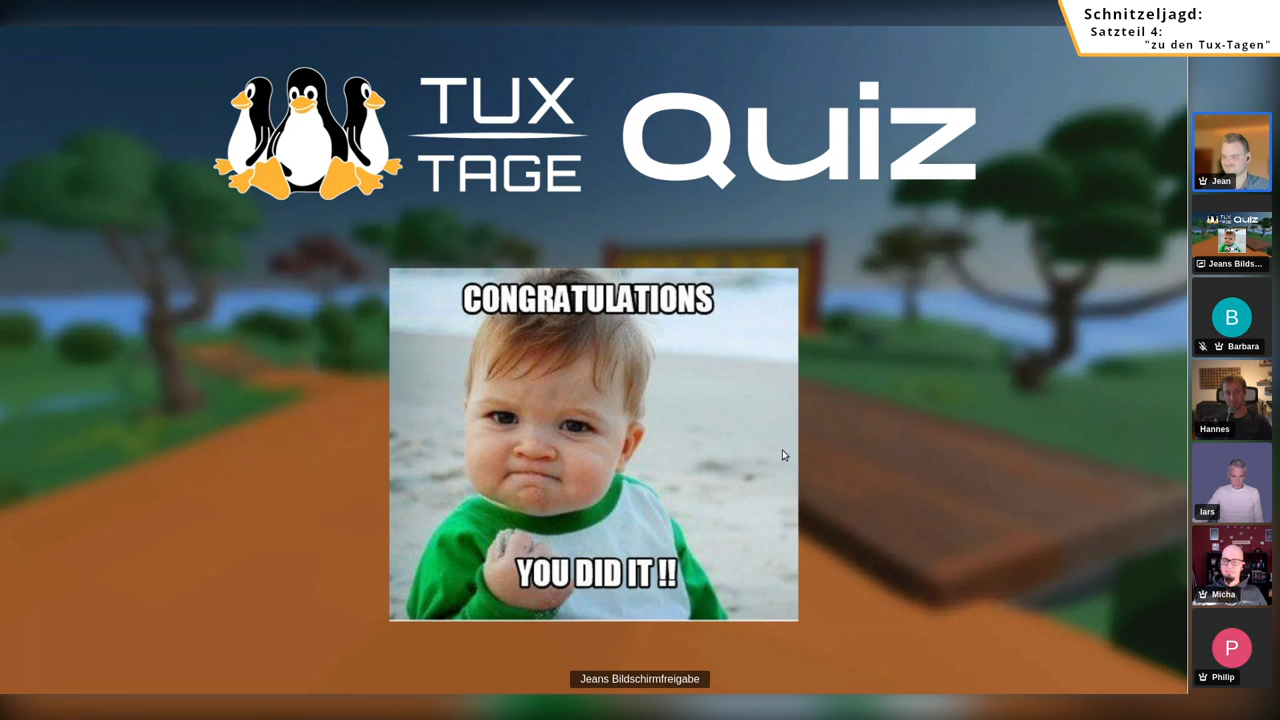 Schnitzeljagd:
Satzteil 4:
"zu den Tux-Tagen"
TUX
TAGE
Quiz
CONGRATULATIONS
YOU DID IT !!
Jeans Bildschirmfreigabe
Jean
Jeans Bilds...
B
Barbara
Hannes
lars
Micha
P
Philip